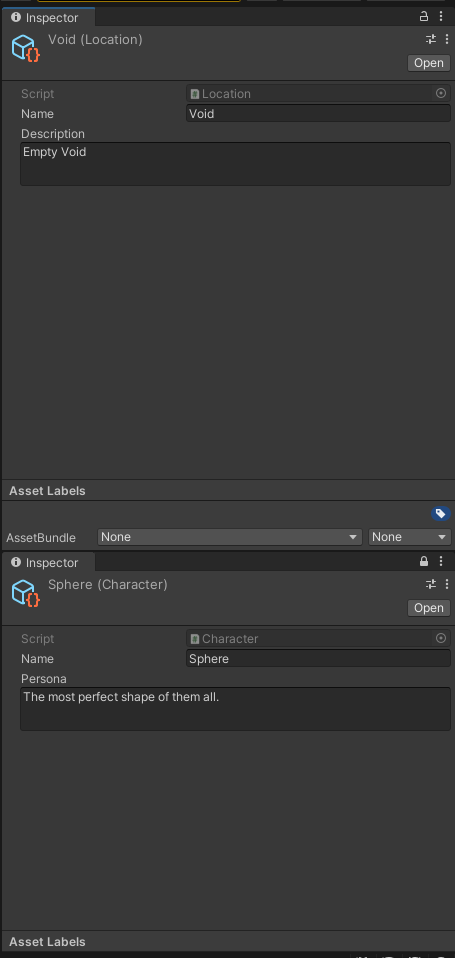 Inspector
Void (Location)
Open
Script Location
Name Void
Description
Empty Void
Asset Labels
AssetBundle None None
Inspector
Sphere (Character)
Open
Script Character
Name Sphere
Persona
The most perfect shape of them all.
Asset Labels